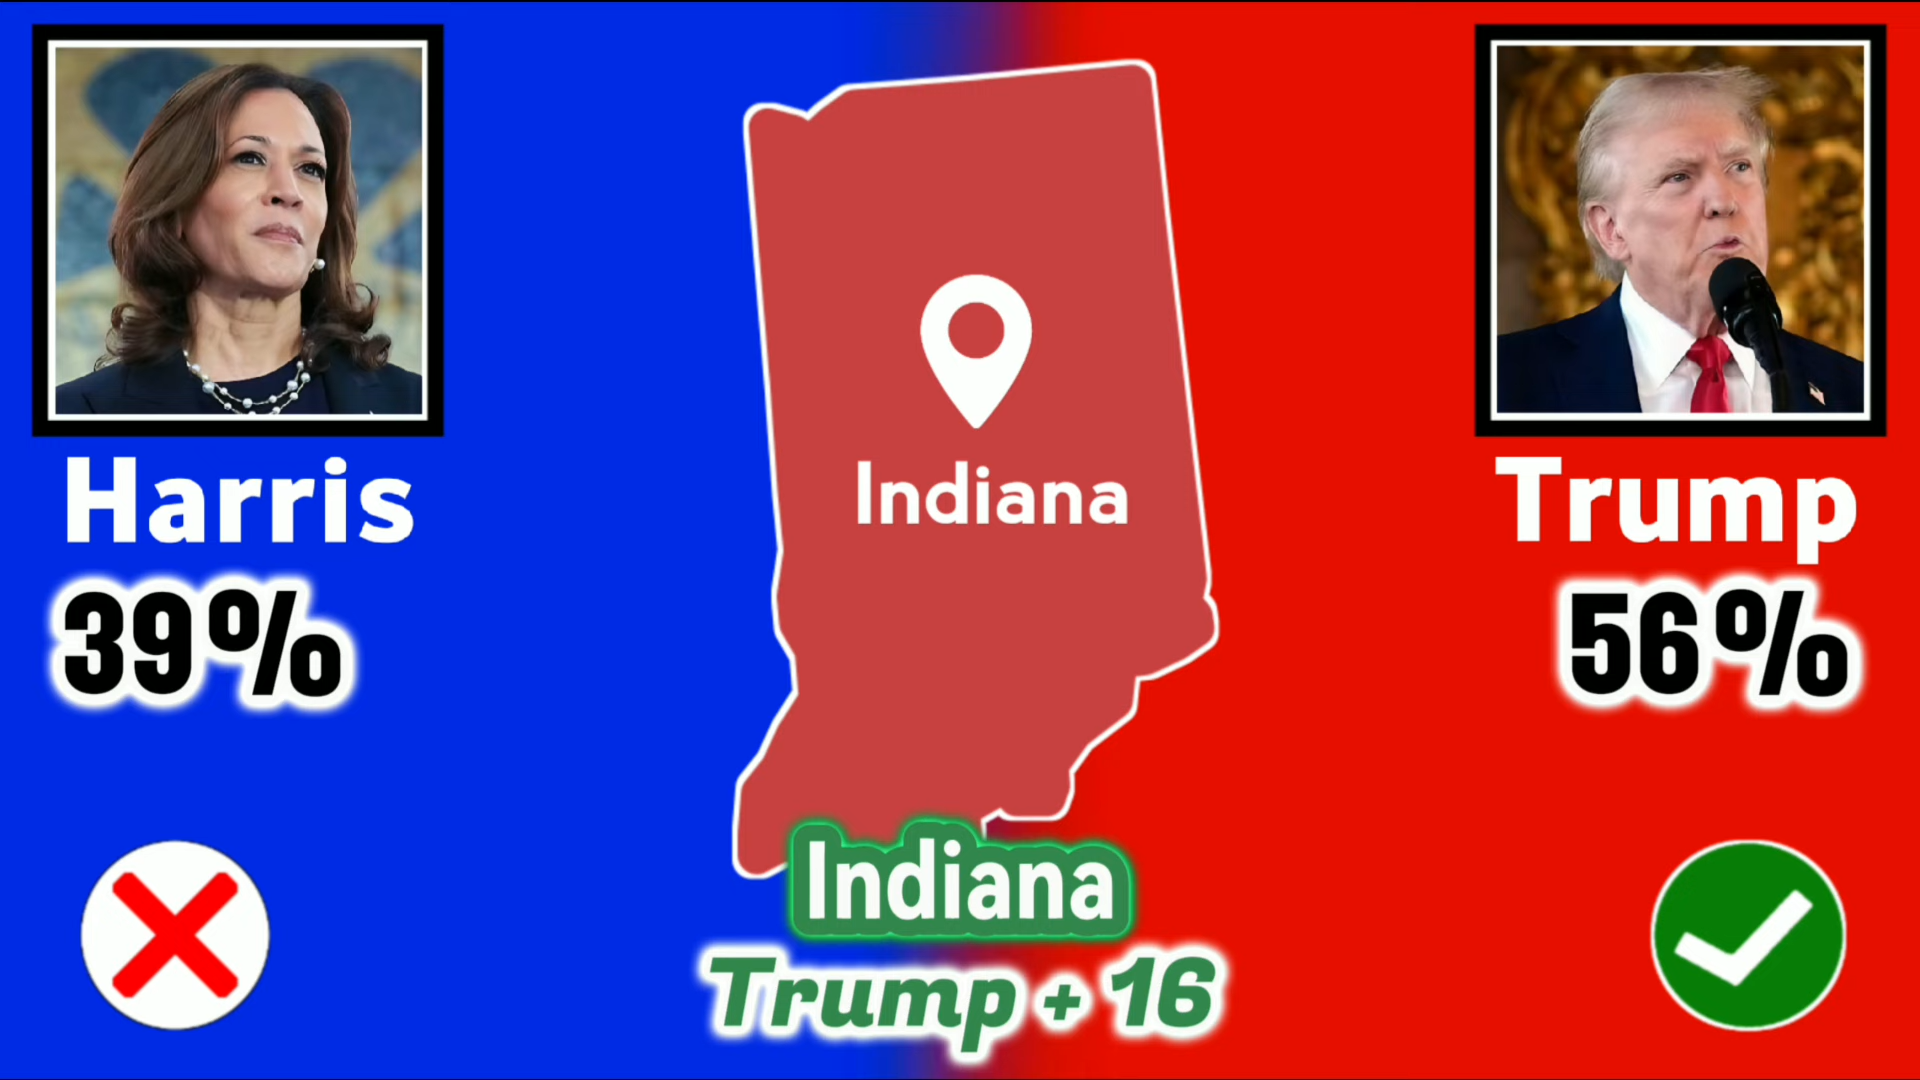 Harris
39%
Indiana
Trump
56%
Indiana
Trump + 16